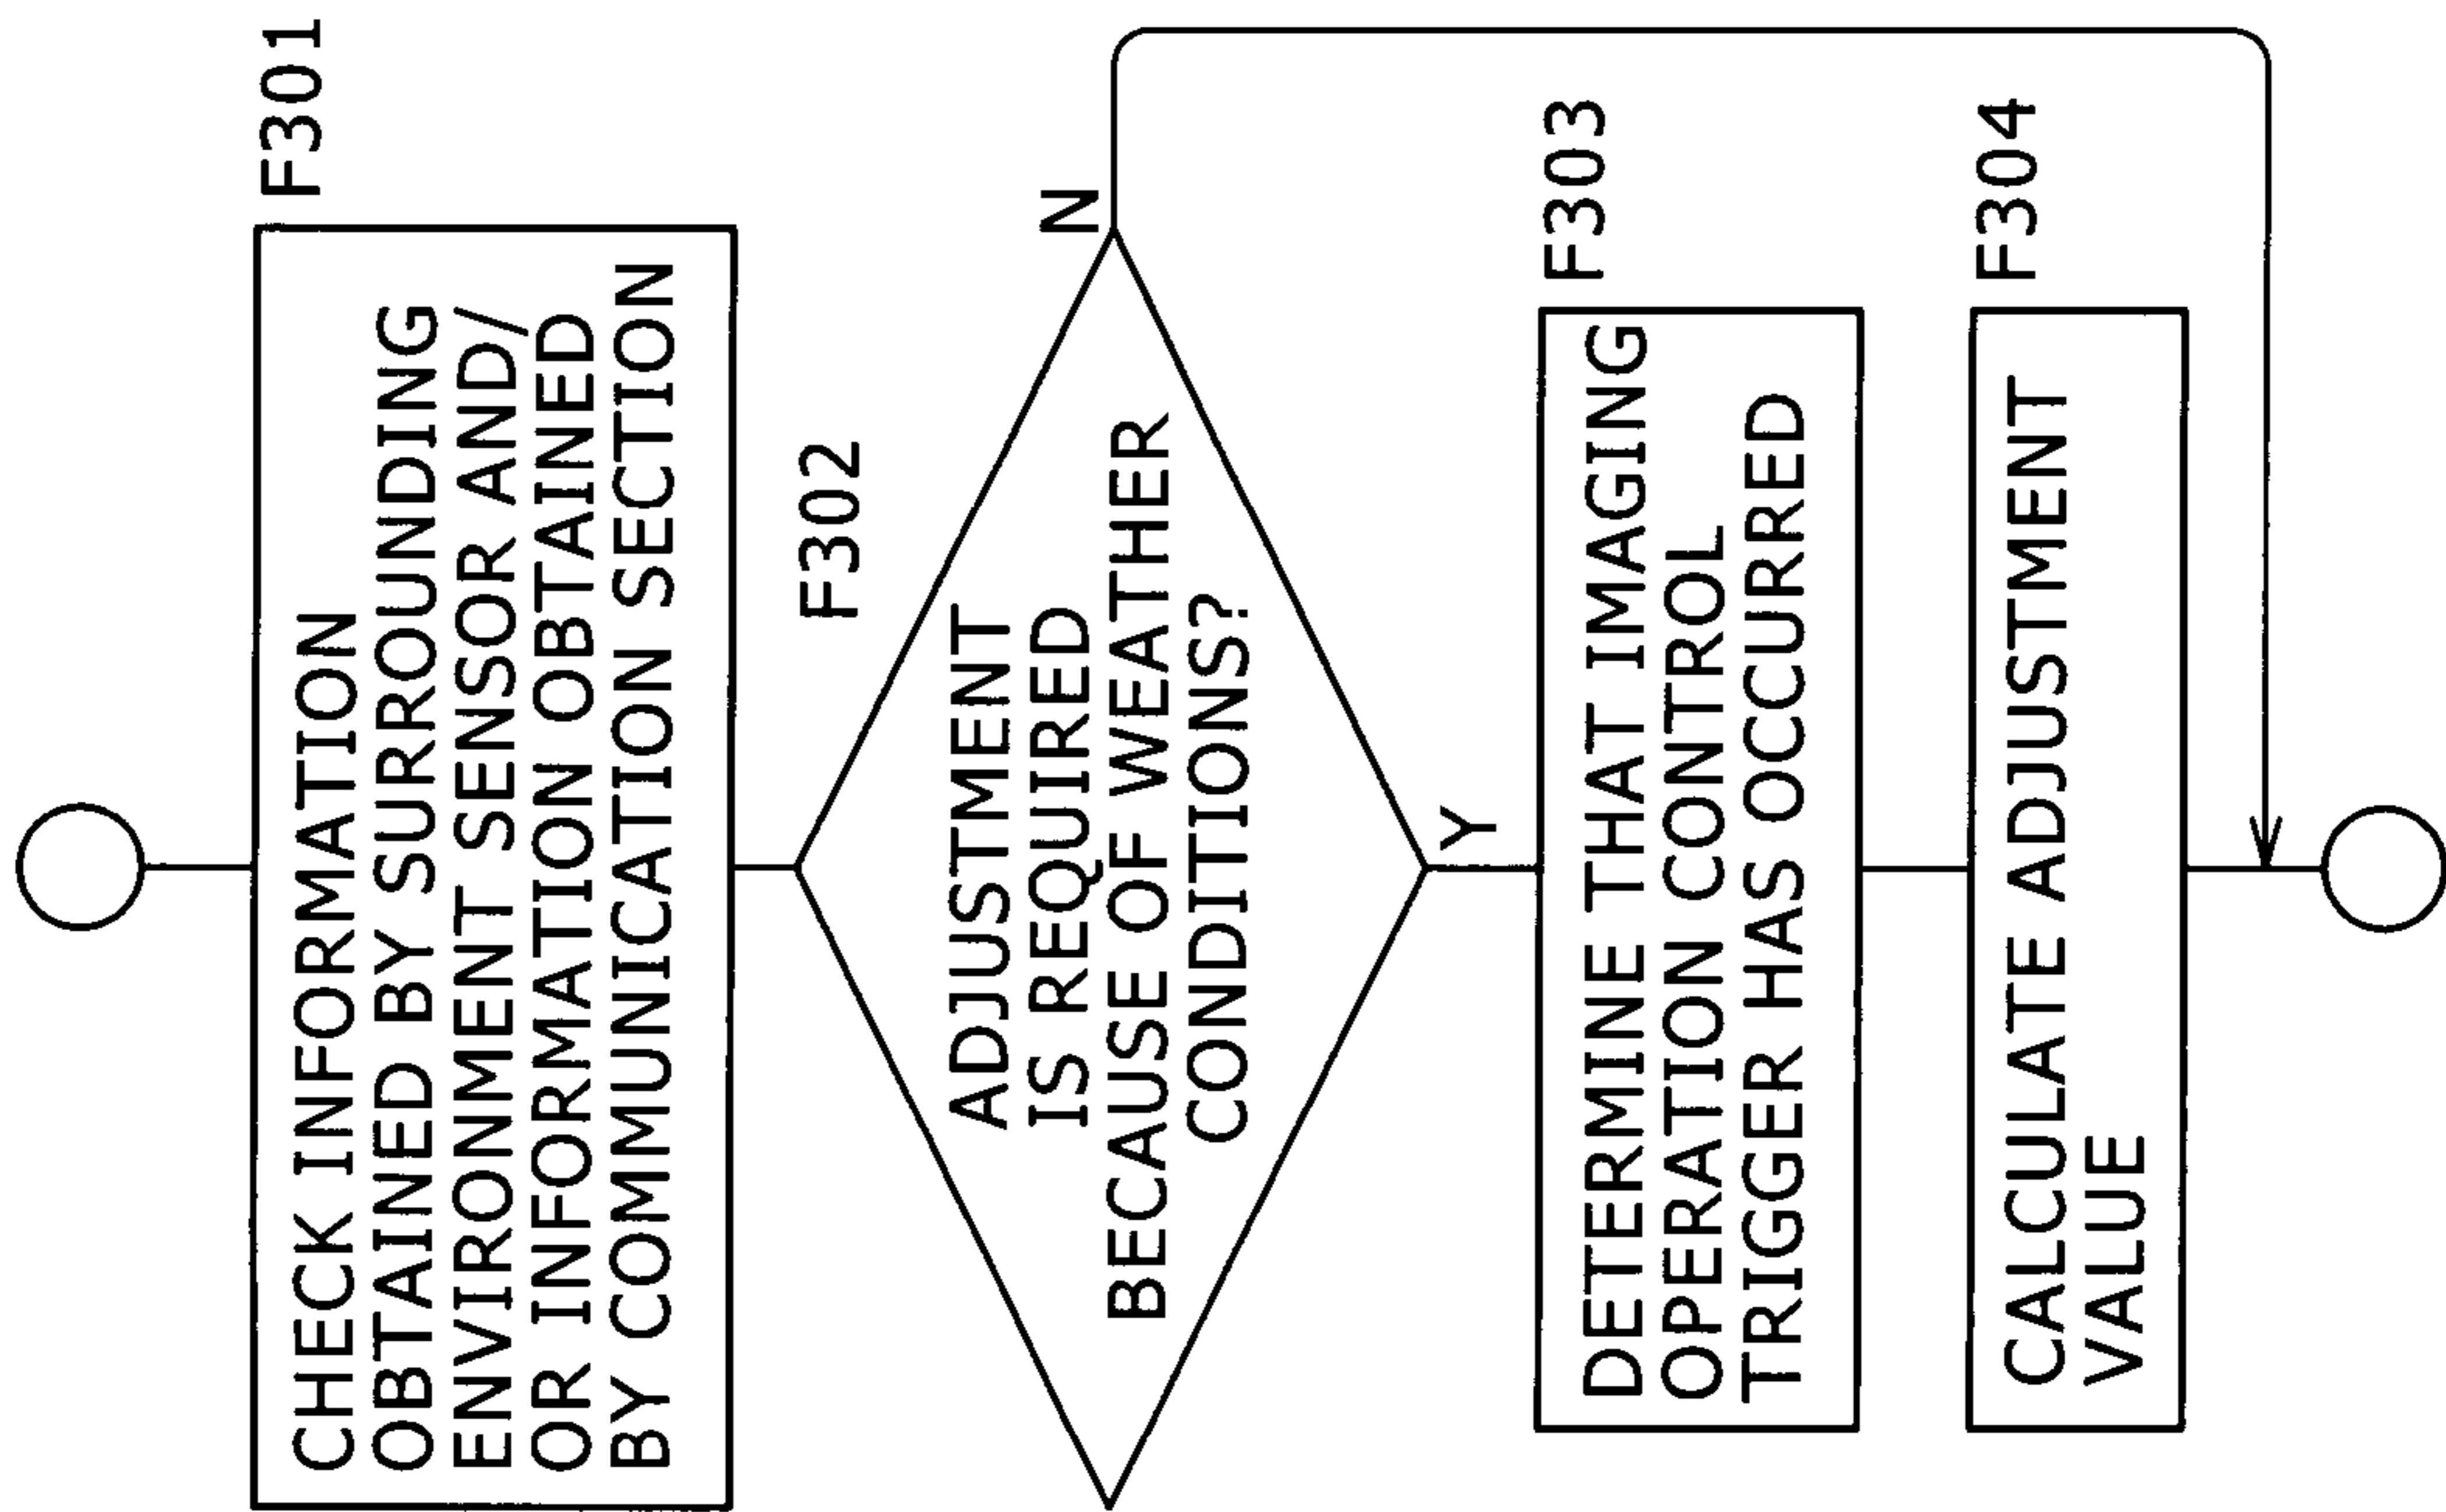 F301
CHECK INFORMATION
OBTAINED BY SURROUNDING
ENVIRONMENT SENSOR AND/
OR INFORMATION OBTAINED
BY COMMUNICATION SECTION
F302
ADJUSTMENT
IS REQUIRED
BECAUSE OF WEATHER
CONDITIONS?
N
Y
F303
DETERMINE THAT IMAGING
OPERATION CONTROL
TRIGGER HAS OCCURRED
F304
CALCULATE ADJUSTMENT
VALUE